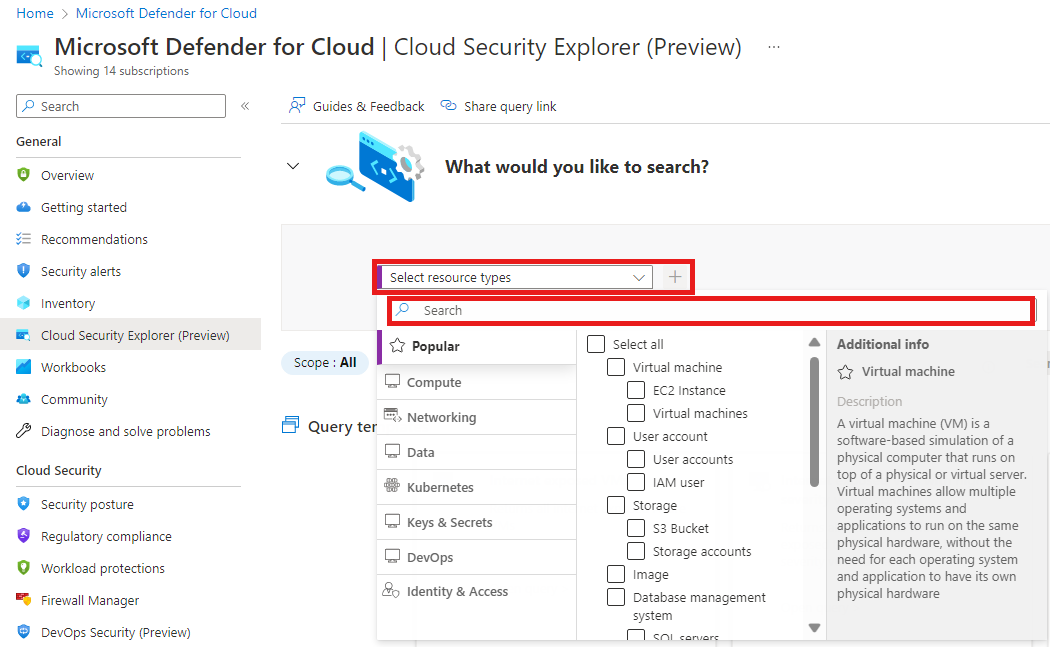 Home > Microsoft Defender for Cloud
Microsoft Defender for Cloud | Cloud Security Explorer (Preview) ...
Showing 14 subscriptions
Search «
General
Overview
Getting started
Recommendations
Security alerts
Inventory
Cloud Security Explorer (Preview)
Workbooks
Community
Diagnose and solve problems
Cloud Security
Security posture
Regulatory compliance
Workload protections
Firewall Manager
DevOps Security (Preview)
Guides & Feedback Share query link
What would you like to search?
Select resource types
Search
Scope : All
Query ter
Popular
Compute
Networking
Data
Kubernetes
Keys & Secrets
DevOps
Identity & Access
Select all
Virtual machine
EC2 Instance
Virtual machines
User account
User accounts
IAM user
Storage
S3 Bucket
Storage accounts
Image
Database management
system
SQL servers
Additional info
Virtual machine
Description
A virtual machine (VM) is a
software-based simulation of a
physical computer that runs on
top of a physical or virtual server.
Virtual machines allow multiple
operating systems and
applications to run on the same
physical hardware, without the
need for each operating system
and application to have its own
physical hardware